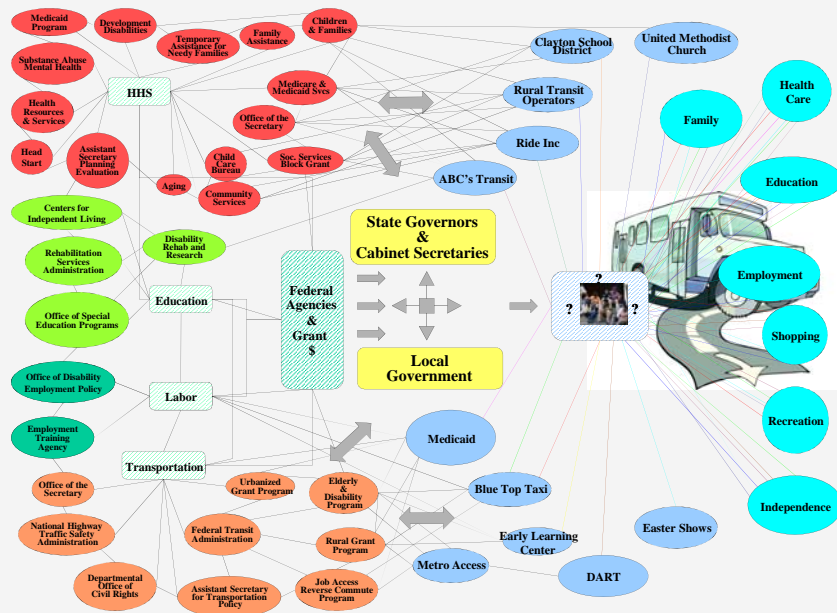 Medicaid
Program
Development
Disabilities
Temporary
Assistance for
Needy Families
Family
Assistance
Children
& Families
Clayton School
District
United Methodist
Church
Substance Abuse
Mental Health
HHS
Medicare &
Medicaid Svcs
Rural Transit
Operators
Health
Care
Health
Resources
& Services
Office of the
Secretary
Family
Head
Start
Assistant
Secretary
Planning
Evaluation
Child
Care
Bureau
Soc. Services
Block Grant
Ride Inc
Aging
Community
Services
ABC's Transit
Education
Centers for
Independent Living
Disability
Rehab and
Research
State Governors
&
Cabinet Secretaries
Rehabilitation
Services
Administration
Education
Federal
Agencies
&
Grant
$
Employment
?
? ?
Office of Special
Education Programs
Shopping
Local
Government
Office of Disability
Employment Policy
Labor
Employment
Training
Agency
Medicaid
Recreation
Transportation
Office of the
Secretary
Urbanized
Grant Program
Elderly
&
Disability
Program
Blue Top Taxi
Independence
National Highway
Traffic Safety
Administration
Federal Transit
Administration
Rural Grant
Program
Early Learning
Center
Easter Shows
Metro Access
Departmental
Office of
Civil Rights
Assistant Secretary
for Transportation
Policy
Job Access
Reverse Commute
Program
DART